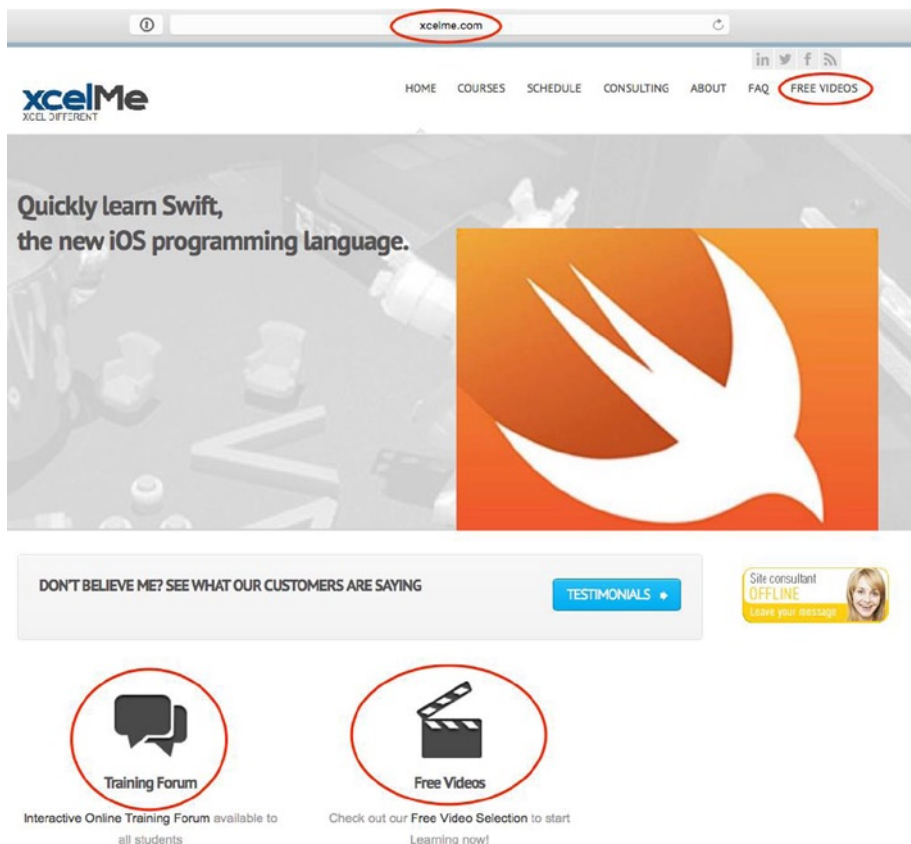 xcelme.com
in f
xcelMe
XCEL DIFFERENT
HOME COURSES SCHEDULE CONSULTING ABOUT FAQ FREE VIDEOS
Quickly learn Swift,
the new iOS programming language.
DON'T BELIEVE ME? SEE WHAT OUR CUSTOMERS ARE SAYING
TESTIMONIALS
Site consultant
OFFLINE
Leave your message
Training Forum
Free Videos
Interactive Online Training Forum available to
all students
Check out our Free Video Selection to start
Learning now!